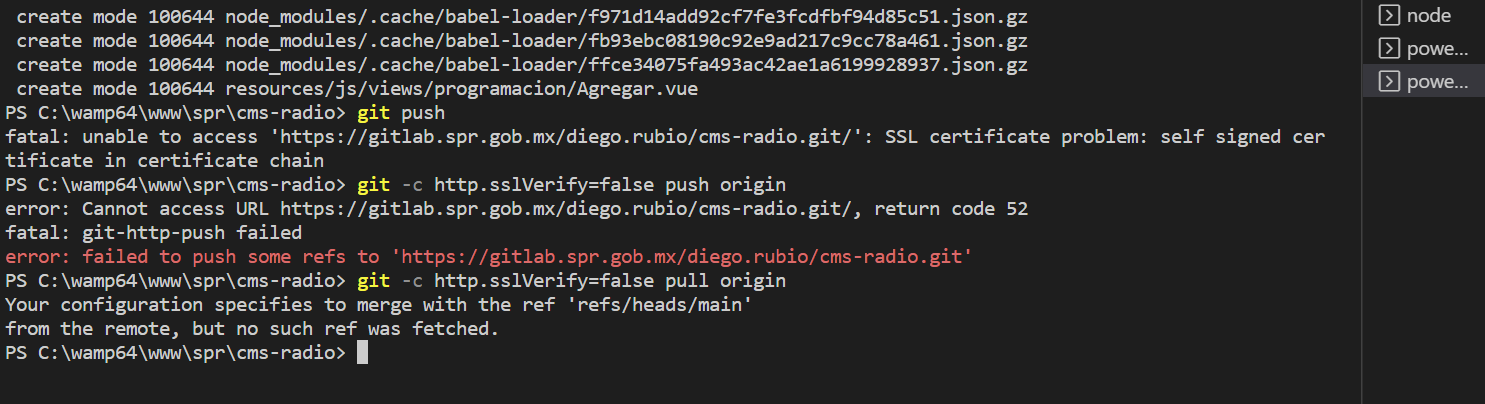 create mode 100644 node_modules/.cache/babel-loader/f971d14add92cf7fe3fcdfbf94d85c51.json.gz
create mode 100644 node_modules/.cache/babel-loader/fb93ebc08190c92e9ad217c9cc78a461.json.gz
create mode 100644 node_modules/.cache/babel-loader/ffce34075fa493ac42ae1a6199928937.json.gz
create mode 100644 resources/js/views/programacion/Agregar.vue
PS C:\wamp64\www\spr\cms-radio> git push
fatal: unable to access 'https://gitlab.spr.gob.mx/diego.rubio/cms-radio.git/': SSL certificate problem: self signed cer
tificate in certificate chain
PS C:\wamp64\www\spr\cms-radio> git -c http.sslVerify=false push origin
error: Cannot access URL https://gitlab.spr.gob.mx/diego.rubio/cms-radio.git/, return code 52
fatal: git-http-push failed
error: failed to push some refs to 'https://gitlab.spr.gob.mx/diego.rubio/cms-radio.git'
PS C:\wamp64\www\spr\cms-radio> git -c http.sslVerify=false pull origin
Your configuration specifies to merge with the ref 'refs/heads/main'
from the remote, but no such ref was fetched.
PS C:\wamp64\www\spr\cms-radio>
node
powe...
powe...